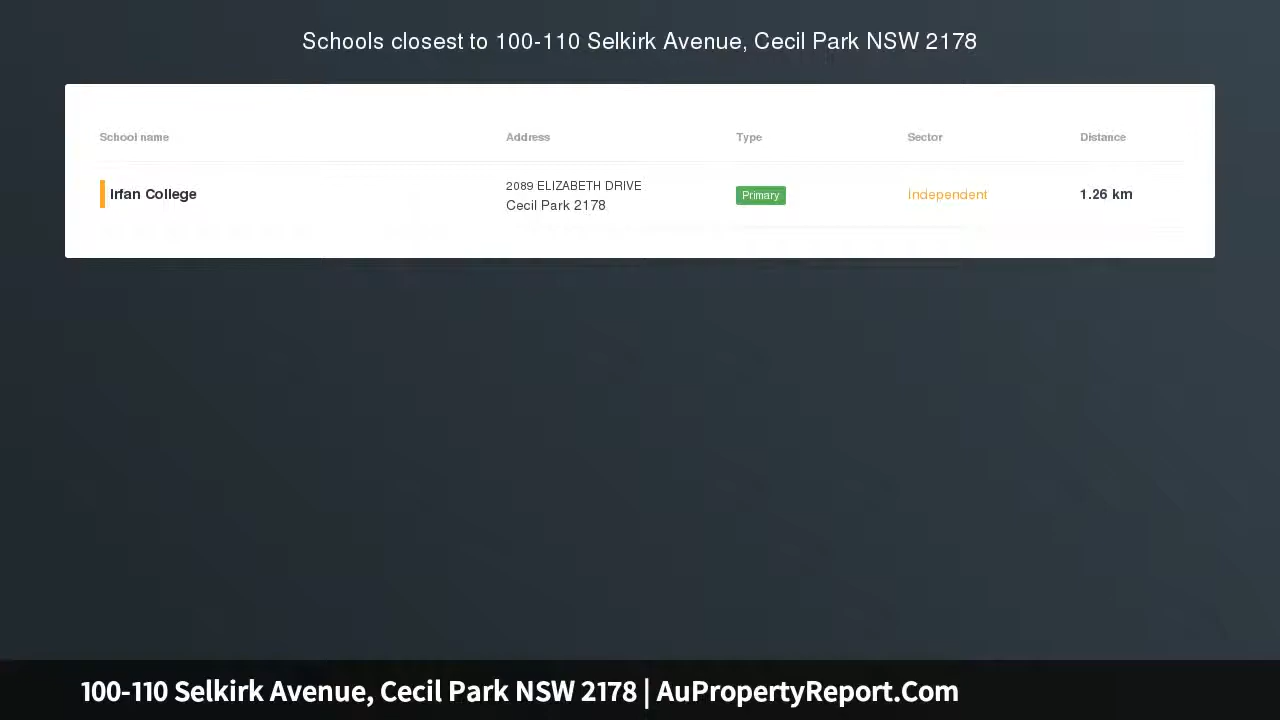 Schools closest to 100-110 Selkirk Avenue, Cecil Park NSW 2178
School name Address Type Sector Distance
Irfan College 2089 ELIZABETH DRIVE Primary Independent 1.26 km
Cecil Park 2178
100-110 Selkirk Avenue, Cecil Park NSW 2178 | AuPropertyReport.Com